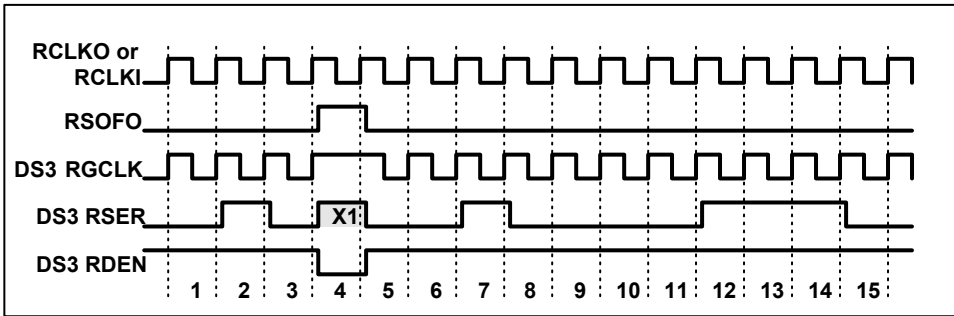 RCLKO or
RCLKI
RSOFO
DS3 RGCLK
DS3 RSER
X1
DS3 RDEN
1 2 3 4 5 6 7 8 9 10 11 12 13 14 15